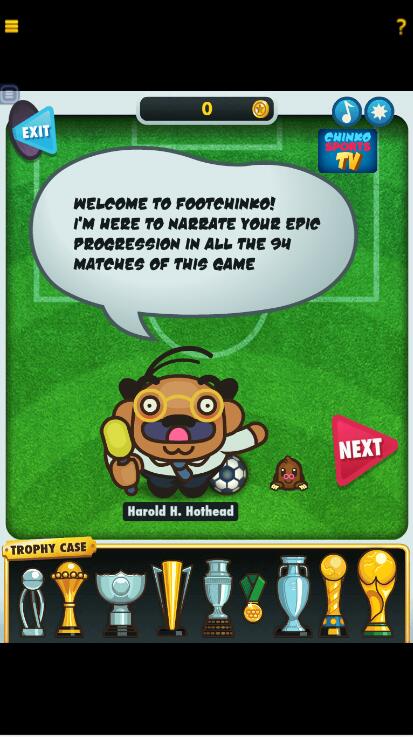 ?
EXIT
0
CHINKO
SPORTS
TV
WELCOME TO FOOTCHINKO!
I'M HERE TO NARRATE YOUR EPIC
PROGRESSION IN ALL THE 94
MATCHES OF THIS GAME
NEXT
Harold H. Hothead
TROPHY CASE